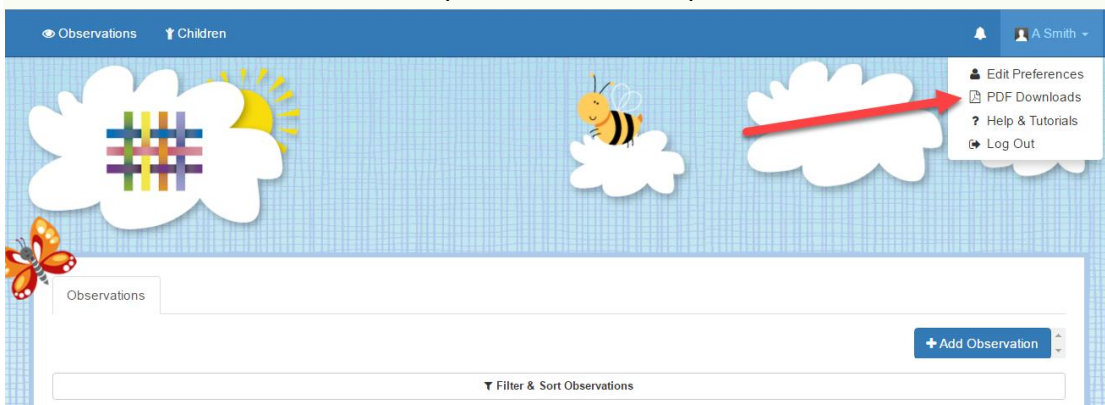 Observations Children A Smith
Edit Preferences
PDF Downloads
? Help & Tutorials
Log Out
Observations
+ Add Observation
Filter & Sort Observations